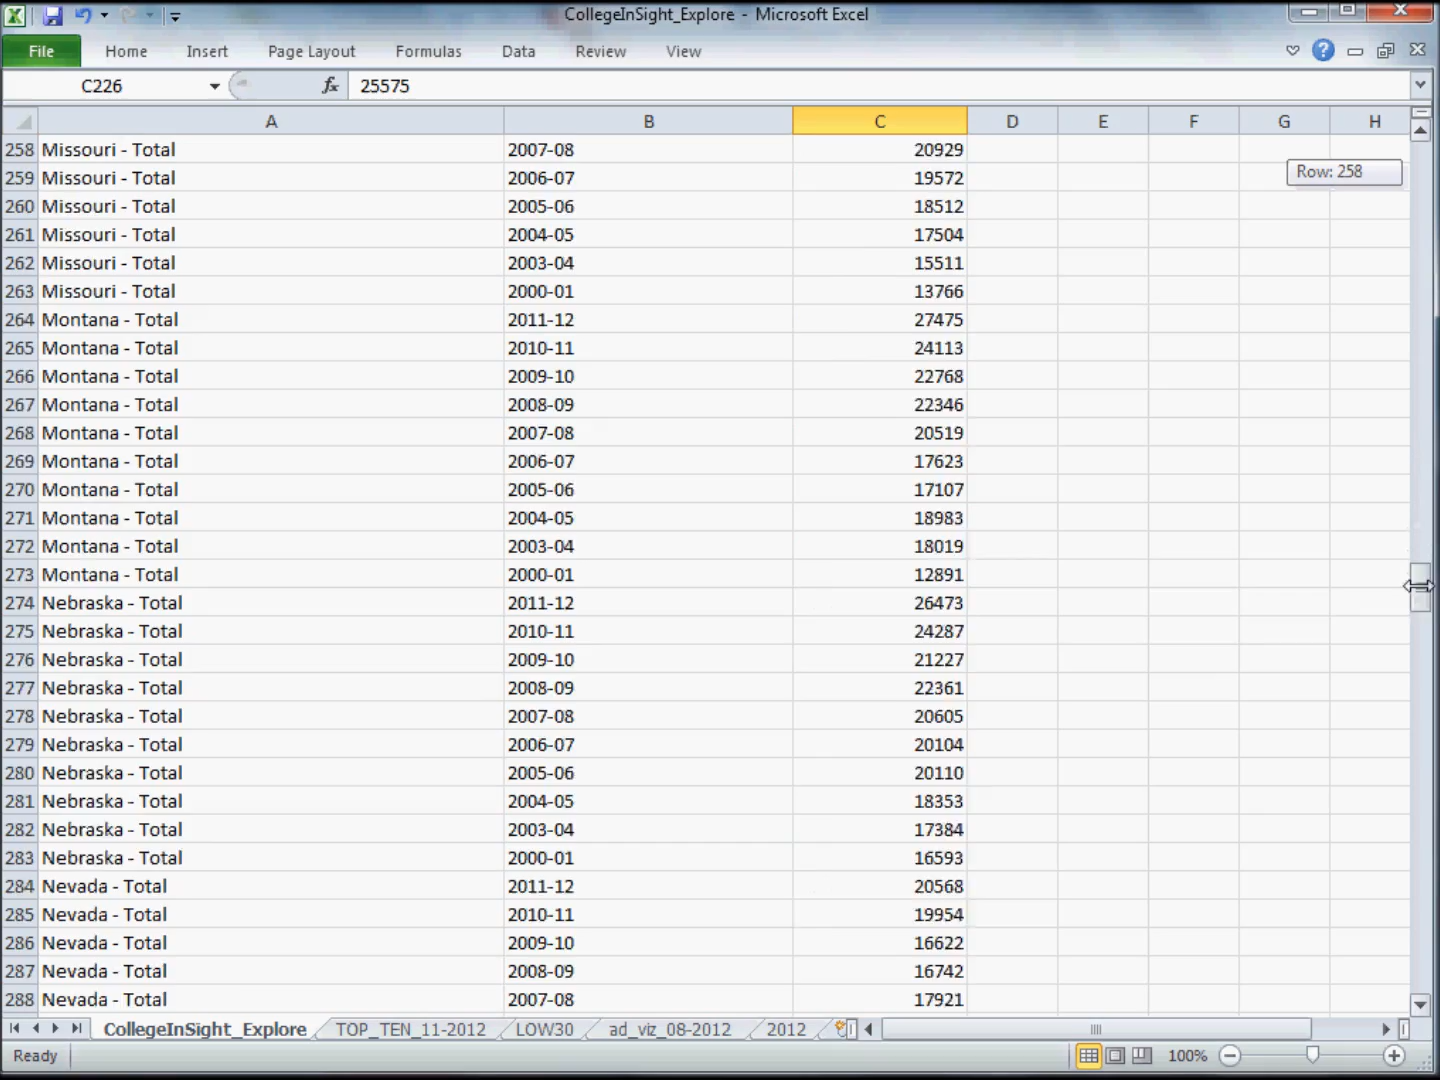 CollegeInSight_Explore - Microsoft Excel
File Home Insert Page Layout Formulas Data Review View
C226 fx 25575
A B C D E F G H
258 Missouri - Total 2007-08 20929
Row: 258
259 Missouri - Total 2006-07 19572
260 Missouri - Total 2005-06 18512
261 Missouri - Total 2004-05 17504
262 Missouri - Total 2003-04 15511
263 Missouri - Total 2000-01 13766
264 Montana - Total 2011-12 27475
265 Montana - Total 2010-11 24113
266 Montana - Total 2009-10 22768
267 Montana - Total 2008-09 22346
268 Montana - Total 2007-08 20519
269 Montana - Total 2006-07 17623
270 Montana - Total 2005-06 17107
271 Montana - Total 2004-05 18983
272 Montana - Total 2003-04 18019
273 Montana - Total 2000-01 12891
274 Nebraska - Total 2011-12 26473
275 Nebraska - Total 2010-11 24287
276 Nebraska - Total 2009-10 21227
277 Nebraska - Total 2008-09 22361
278 Nebraska - Total 2007-08 20605
279 Nebraska - Total 2006-07 20104
280 Nebraska - Total 2005-06 20110
281 Nebraska - Total 2004-05 18353
282 Nebraska - Total 2003-04 17384
283 Nebraska - Total 2000-01 16593
284 Nevada - Total 2011-12 20568
285 Nevada - Total 2010-11 19954
286 Nevada - Total 2009-10 16622
287 Nevada - Total 2008-09 16742
288 Nevada - Total 2007-08 17921
CollegeInSight_Explore TOP_TEN_11-2012 LOW30 ad_viz_08-2012 2012
Ready 100%